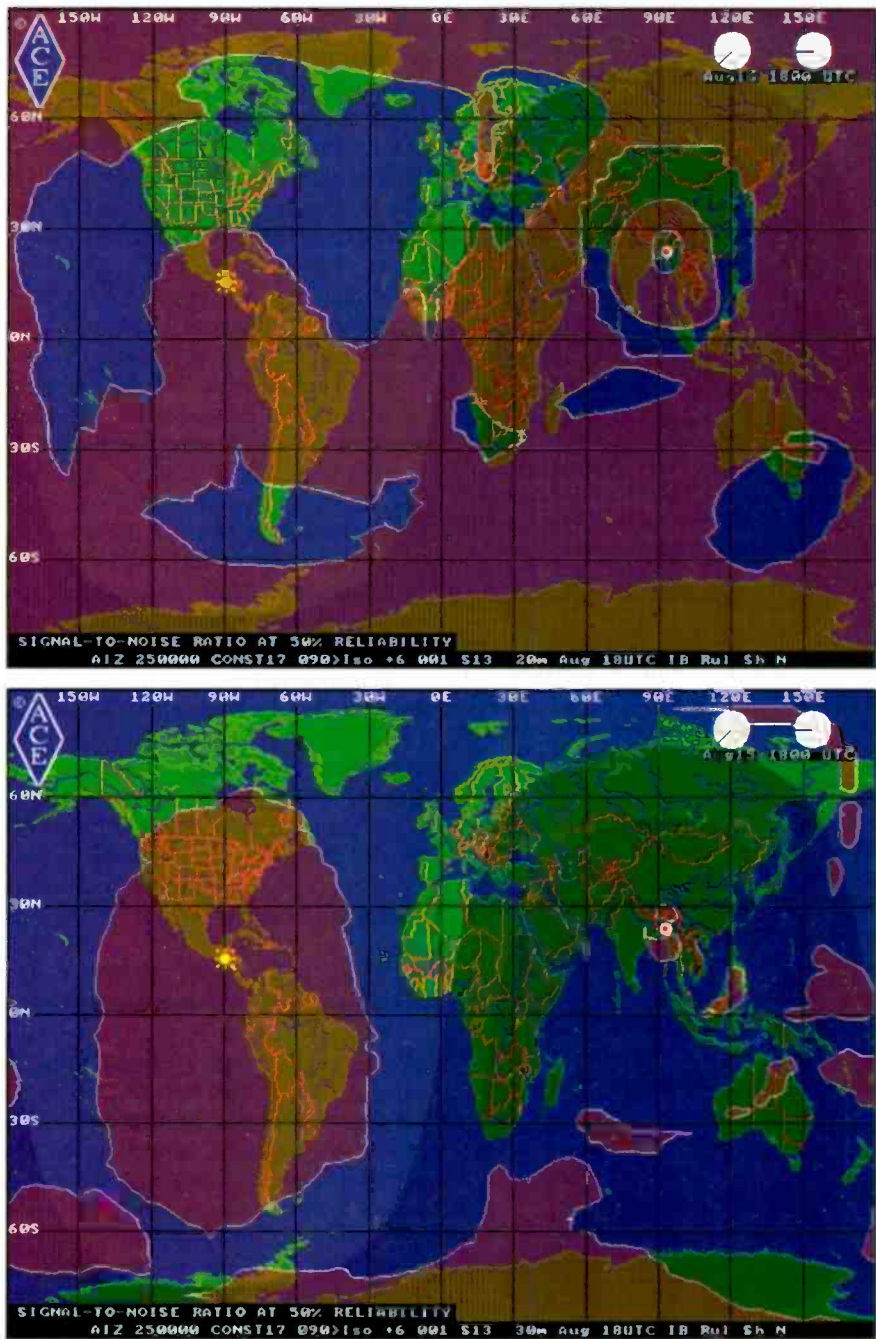 ©
A
C
E
150W 120W 90W 60W 30W 0E 30E 60E 90E 120E 150E
1800 UTC
60N
30N
0N
30S
60S
SIGNAL-TO-NOISE RATIO AT 50% RELIABILITY
AIZ 250000 CONST17 090>Iso +6 001 S13 20m Aug 18UTC IB Rul Sh N
©
A
C
E
150W 120W 90W 60W 30W 0E 30E 60E 90E 120E 150E
1800 UTC
60N
30N
0N
30S
60S
SIGNAL-TO-NOISE RATIO AT 50% RELIABILITY
AIZ 250000 CONST17 090>Iso +6 001 S13 30m Aug 18UTC IB Rul Sh N